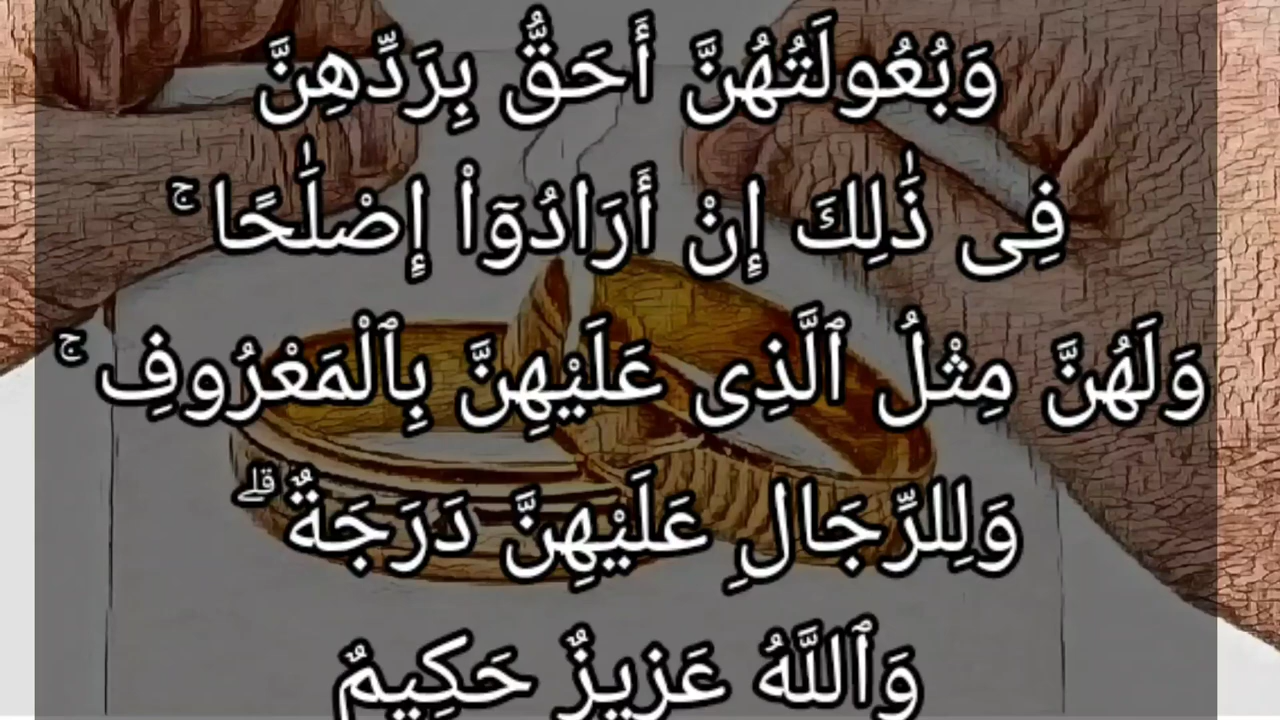 وَبُعُولَتُهُنَّ أَحَقُّ بِرَدِّهِنَّ
فِى ذَٰلِكَ إِنْ أَرَادُوٓا۟ إِصْلَـٰحًا ۚ
وَلَهُنَّ مِثْلُ ٱلَّذِى عَلَيْهِنَّ بِٱلْمَعْرُوفِ ۚ
وَلِلرِّجَالِ عَلَيْهِنَّ دَرَجَةٌ ۗ
وَٱللَّهُ عَزِيزٌ حَكِيمٌ